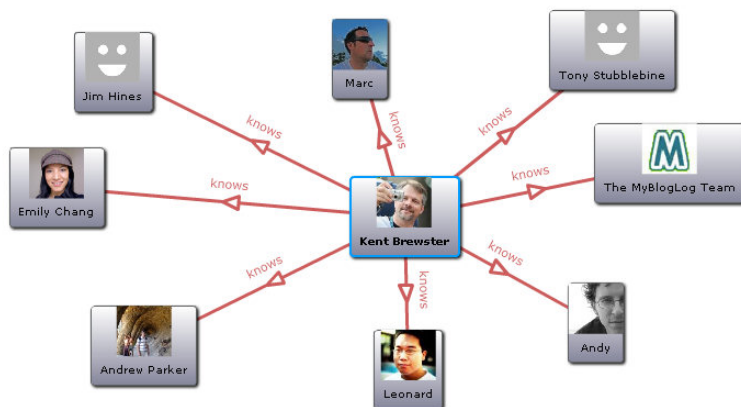 Tony Stubblebine
Marc
Jim Hines
knows
knows
knows
knows
knows
The MyBlogLog Team
Emily Chang
Kent Brewster
knows
knows
knows
Andy
Andrew Parker
Leonard
M